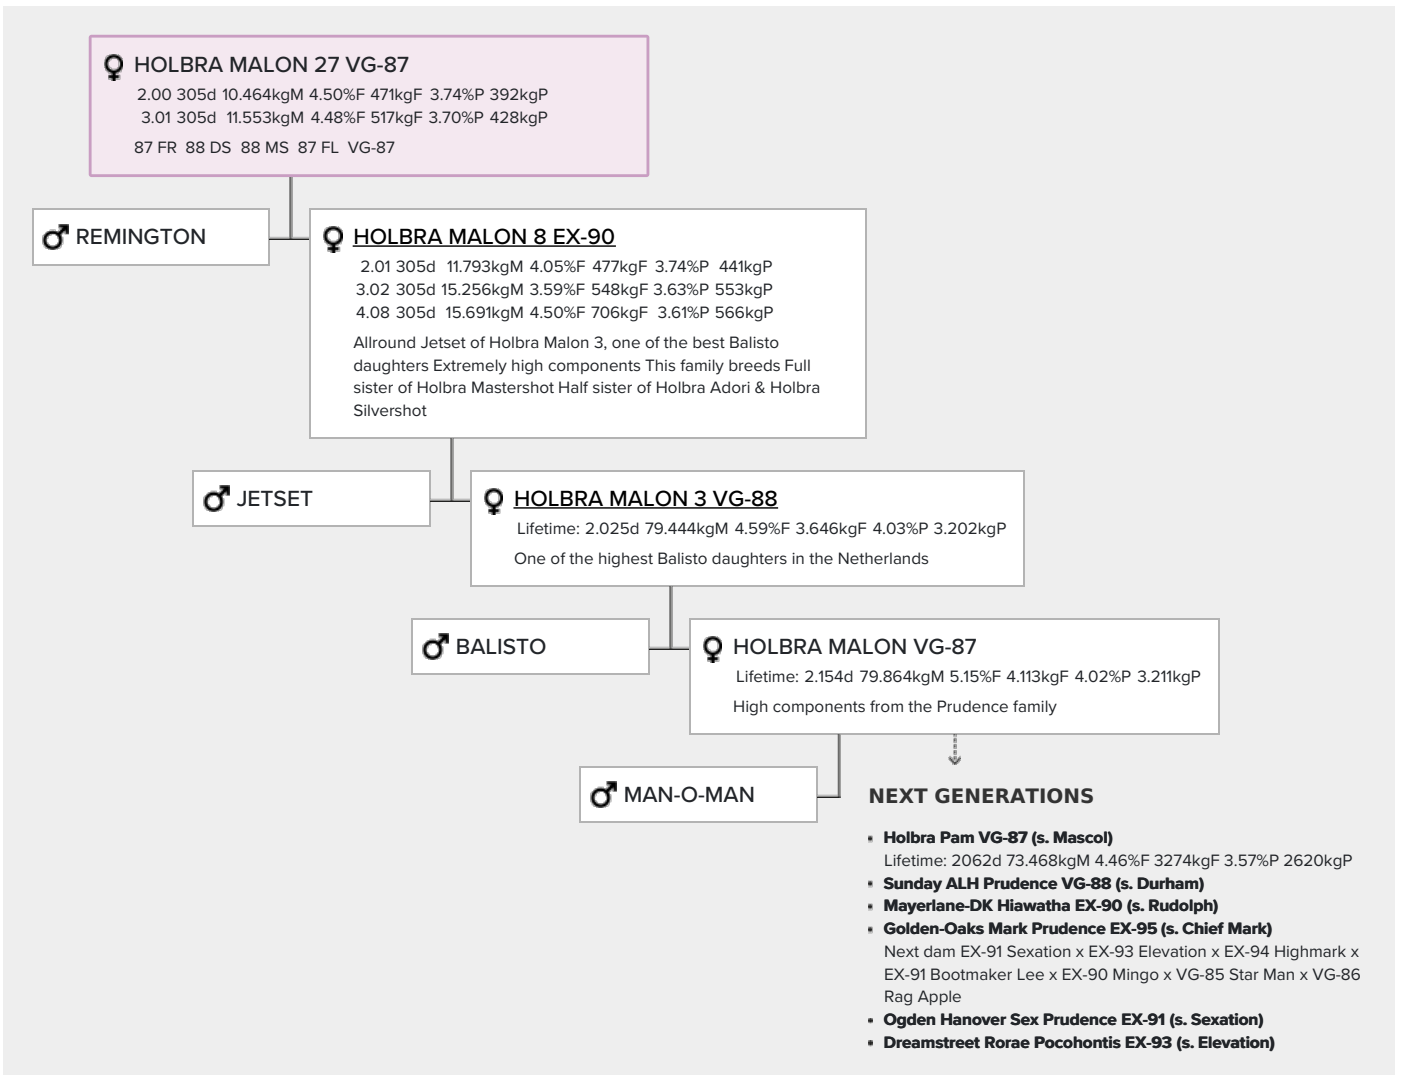 HOLBRA MALON 27 VG-87
2.00 305d 10.464kgM 4.50%F 471kgF 3.74%P 392kgP
3.01 305d 11.553kgM 4.48%F 517kgF 3.70%P 428kgP
87 FR 88 DS 88 MS 87 FL VG-87
REMINGTON
HOLBRA MALON 8 EX-90
2.01 305d 11.793kgM 4.05%F 477kgF 3.74%P 441kgP
3.02 305d 15.256kgM 3.59%F 548kgF 3.63%P 553kgP
4.08 305d 15.691kgM 4.50%F 706kgF 3.61%P 566kgP
Allround Jetset of Holbra Malon 3, one of the best Balisto
daughters Extremely high components This family breeds Full
sister of Holbra Mastershot Half sister of Holbra Adori & Holbra
Silvershot
JETSET
HOLBRA MALON 3 VG-88
Lifetime: 2.025d 79.444kgM 4.59%F 3.646kgF 4.03%P 3.202kgP
One of the highest Balisto daughters in the Netherlands
BALISTO
HOLBRA MALON VG-87
Lifetime: 2.154d 79.864kgM 5.15%F 4.113kgF 4.02%P 3.211kgP
High components from the Prudence family
MAN-O-MAN
NEXT GENERATIONS
Holbra Pam VG-87 (s. Mascol)
Lifetime: 2062d 73.468kgM 4.46%F 3274kgF 3.57%P 2620kgP
Sunday ALH Prudence VG-88 (s. Durham)
Mayerlane-DK Hiawatha EX-90 (s. Rudolph)
Golden-Oaks Mark Prudence EX-95 (s. Chief Mark)
Next dam EX-91 Sexation x EX-93 Elevation x EX-94 Highmark x
EX-91 Bootmaker Lee x EX-90 Mingo x VG-85 Star Man x VG-86
Rag Apple
Ogden Hanover Sex Prudence EX-91 (s. Sexation)
Dreamstreet Rorae Pocohontis EX-93 (s. Elevation)